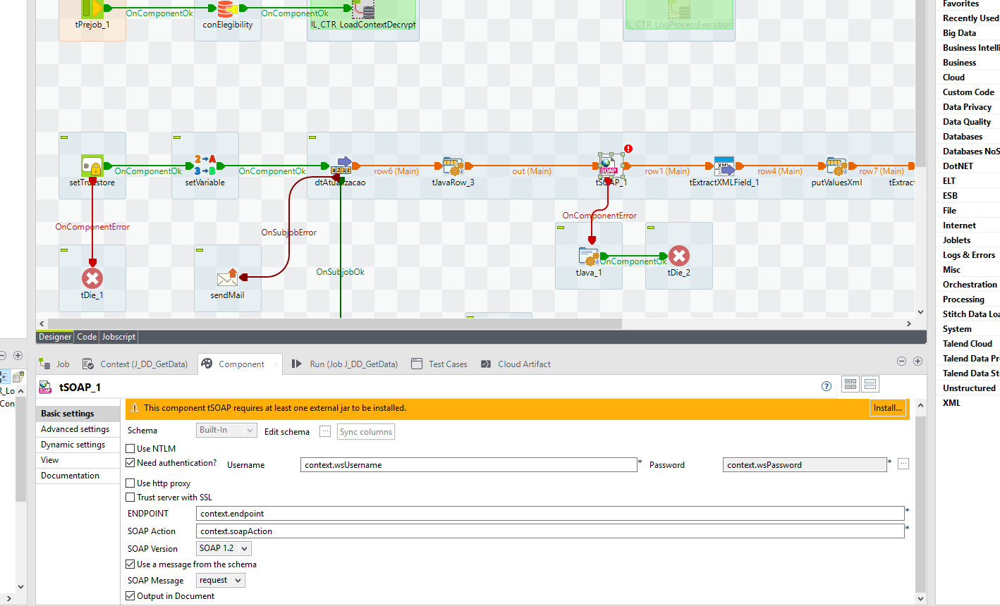 OnComponentOk
OnComponentOk
tPrejob_1
conElegibility
IL_CTR_LoadContextDecrypt
IL_CTR_LogProcessExecution
OnComponentOk
OnComponentOk
row6 (Main)
out (Main)
row1 (Main)
row4 (Main)
row7 (Main)
setTruestore
setVariable
dtAtualizacao
tJavaRow_3
tSOAP_1
tExtractXMLField_1
putValuesXml
tExtract
OnComponentError
OnSubjobError
OnComponentError
OnSubjobOk
OnComponentOk
tDie_1
sendMail
tJava_1
tDie_2
Designer
Code
Jobscript
Favorites
Recently Used
Big Data
Business Intelli
Business
Cloud
Custom Code
Data Privacy
Data Quality
Databases
Databases NoS
DotNET
ELT
ESB
File
Internet
Joblets
Logs & Errors
Misc
Orchestration
Processing
Stitch Data Loa
System
Talend Cloud
Talend Data Pr
Talend Data St
Unstructured
XML
R_Lo
Con
Job
Context (J_DD_GetData)
Component
Run (Job J_DD_GetData)
Test Cases
Cloud Artifact
tSOAP_1
Basic settings
Advanced settings
Dynamic settings
View
Documentation
This component tSOAP requires at least one external jar to be installed.
Install...
Schema
Built-In
Edit schema
...
Sync columns
Use NTLM
Need authentication?
Username
context.wsUsername
*
Password
context.wsPassword
*
...
Use http proxy
Trust server with SSL
ENDPOINT
context.endpoint
*
SOAP Action
context.soapAction
*
SOAP Version
SOAP 1.2
Use a message from the schema
SOAP Message
request
Output in Document